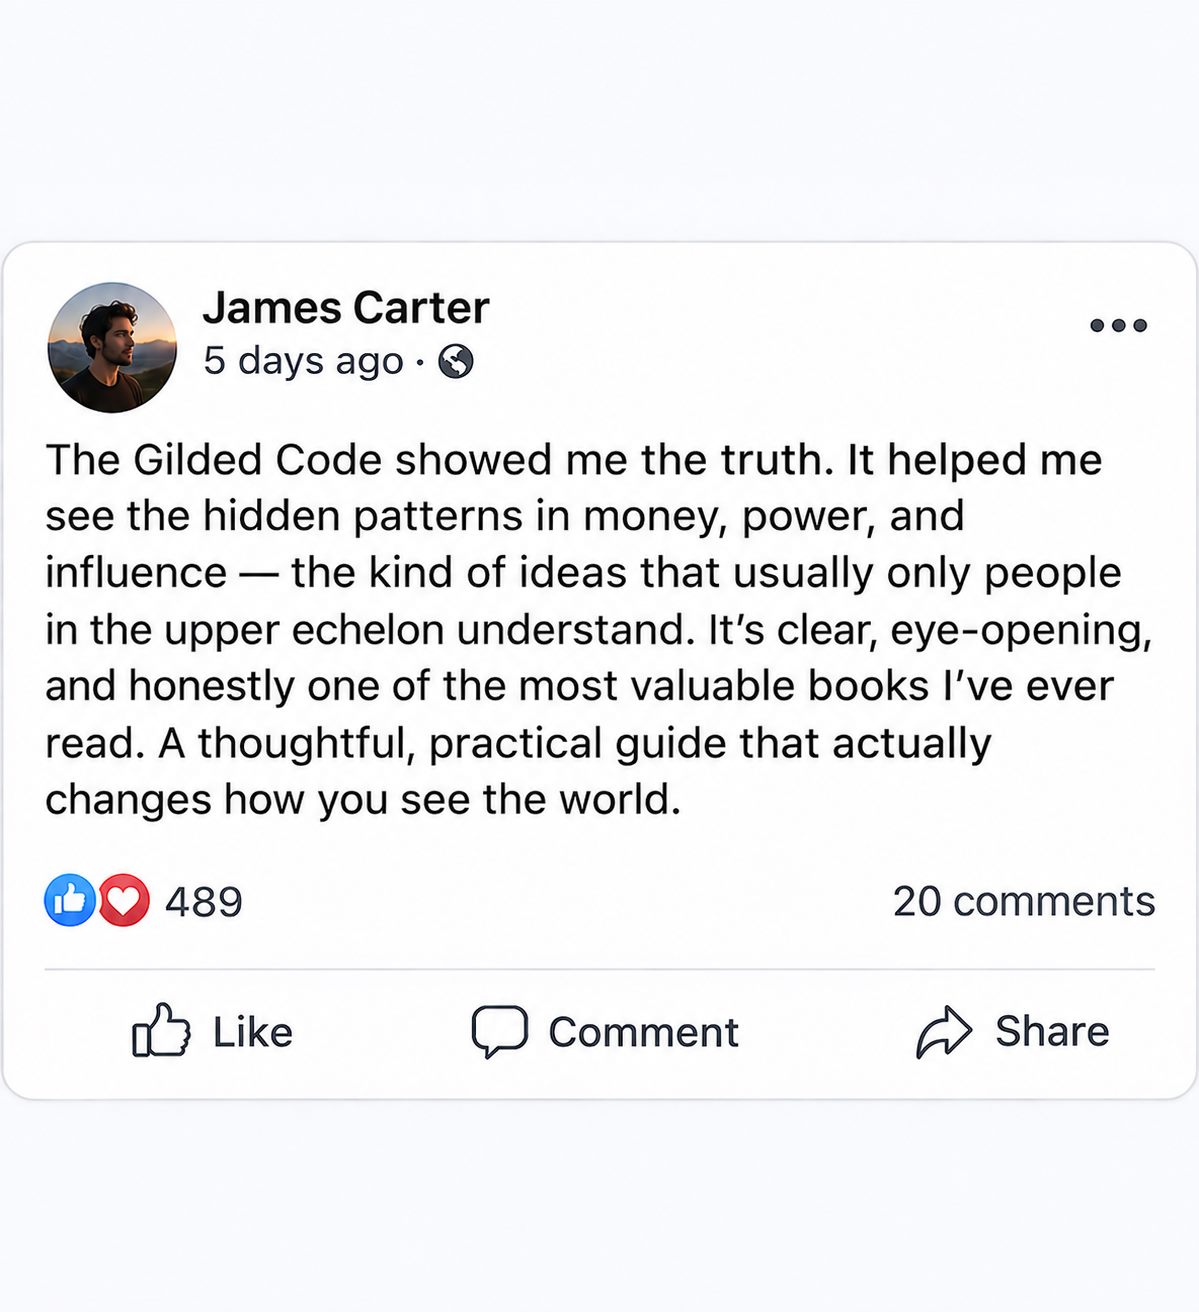 James Carter
5 days ago ·
The Gilded Code showed me the truth. It helped me
see the hidden patterns in money, power, and
influence — the kind of ideas that usually only people
in the upper echelon understand. It’s clear, eye-opening,
and honestly one of the most valuable books I’ve ever
read. A thoughtful, practical guide that actually
changes how you see the world.
489
20 comments
Like
Comment
Share